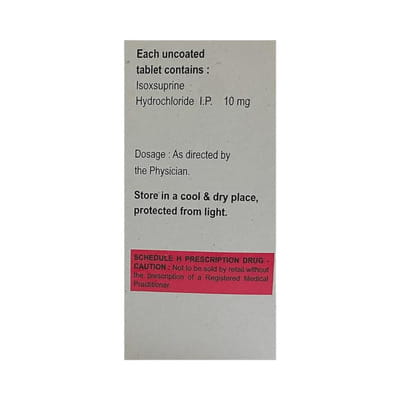 Each uncoated
tablet contains :
Isoxsuprine
Hydrochloride I.P. 10 mg
Dosage : As directed by
the Physician.
Store in a cool & dry place,
protected from light.
SCHEDULE H PRESCRIPTION DRUG -
CAUTION : Not to be sold by retail without
the prescription of a Registered Medical
Practitioner.